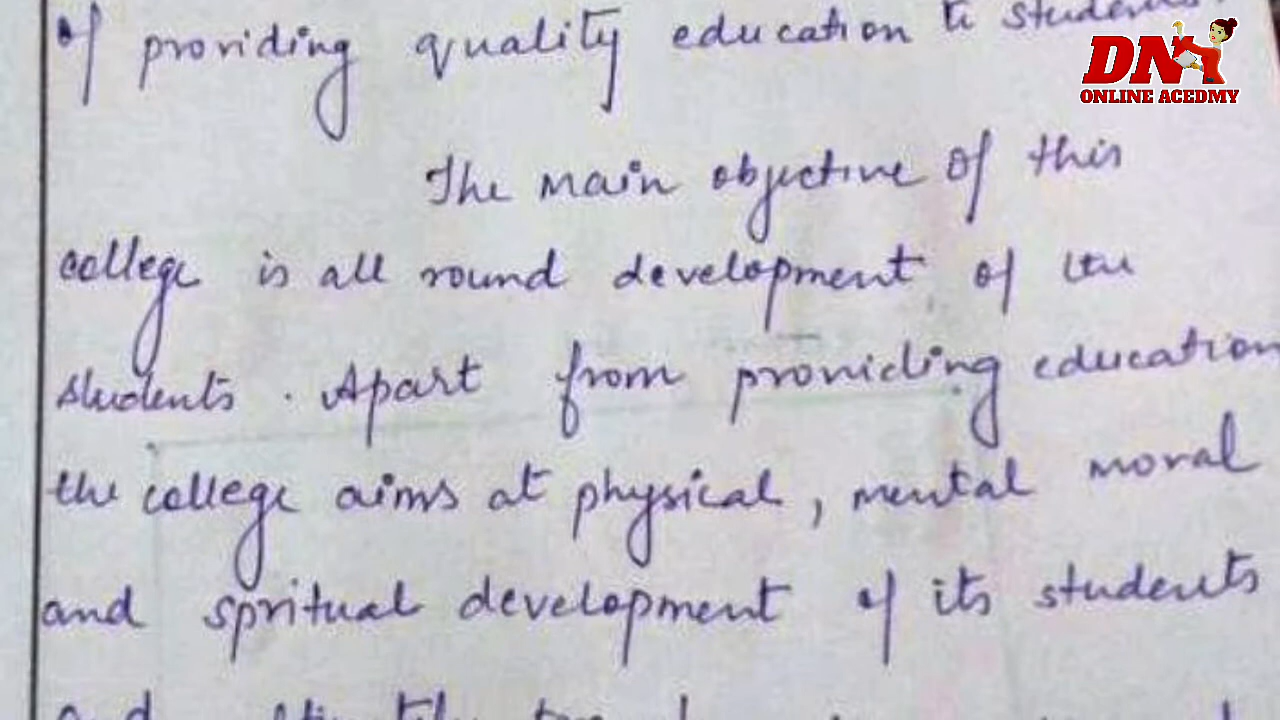 of providing quality education to students.
DNY
ONLINE ACEDMY
The main objective of this
college is all round development of the
students. Apart from providing education
the college aims at physical, mental moral
and spritual development of its students
and